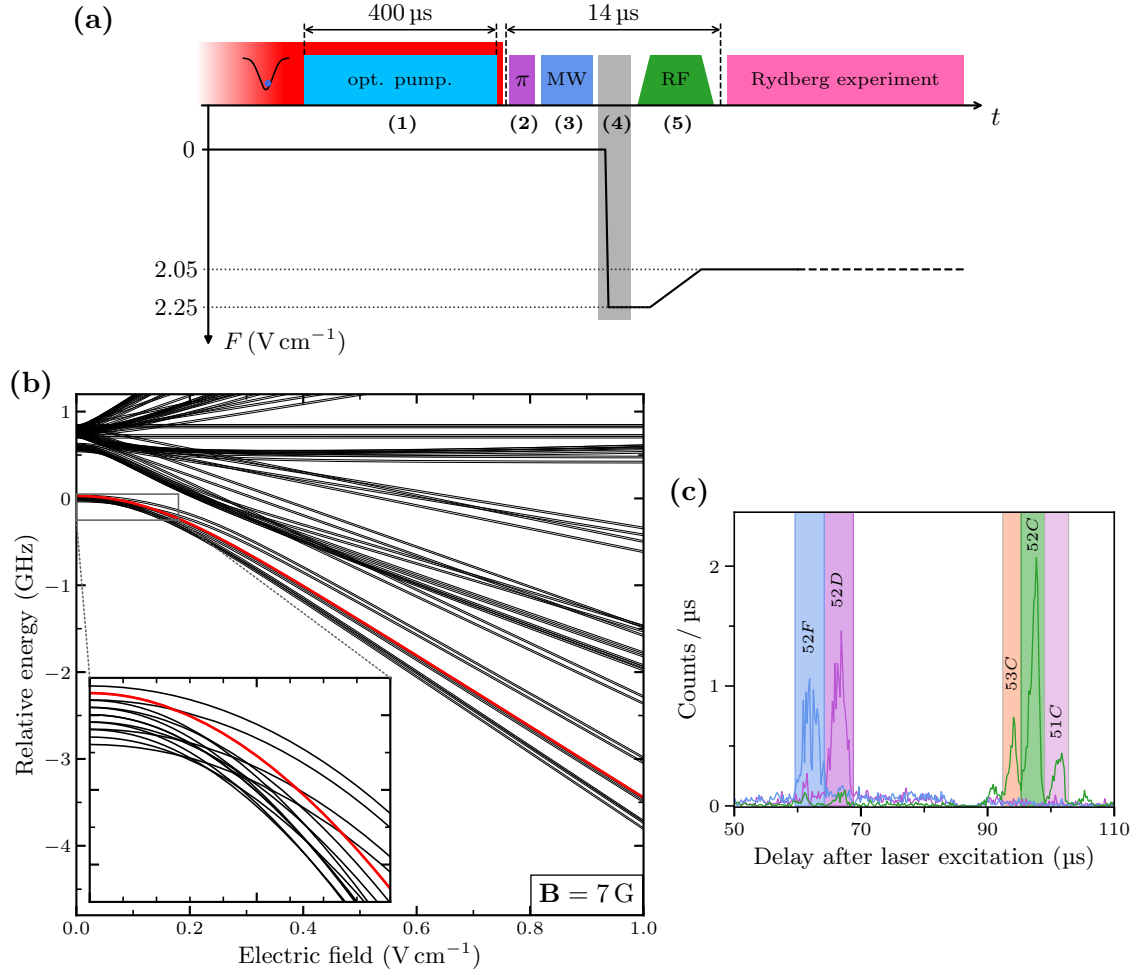 (a)
400 µs
14 µs
opt. pump.
π
MW
RF
Rydberg experiment
(1)
(2)
(3)
(4)
(5)
t
0
2.05
2.25
F (V cm⁻¹)
(b)
1
0
−1
−2
−3
−4
Relative energy (GHz)
B = 7 G
0.0
0.2
0.4
0.6
0.8
1.0
Electric field (V cm⁻¹)
(c)
2
1
0
Counts / µs
52F
52D
53C
52C
51C
50
70
90
110
Delay after laser excitation (µs)